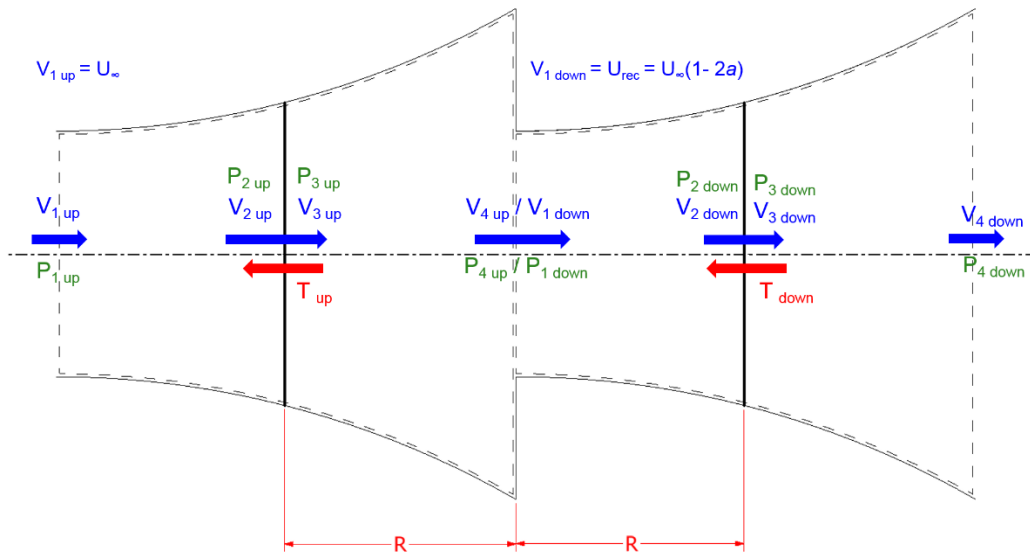 V1 up = U∞
V1 down = Urec = U∞(1- 2a)
P2 up
P3 up
P2 down
P3 down
V1 up
V2 up
V3 up
V4 up / V1 down
V2 down
V3 down
V4 down
P1 up
P4 up / P1 down
P4 down
T up
T down
R
R